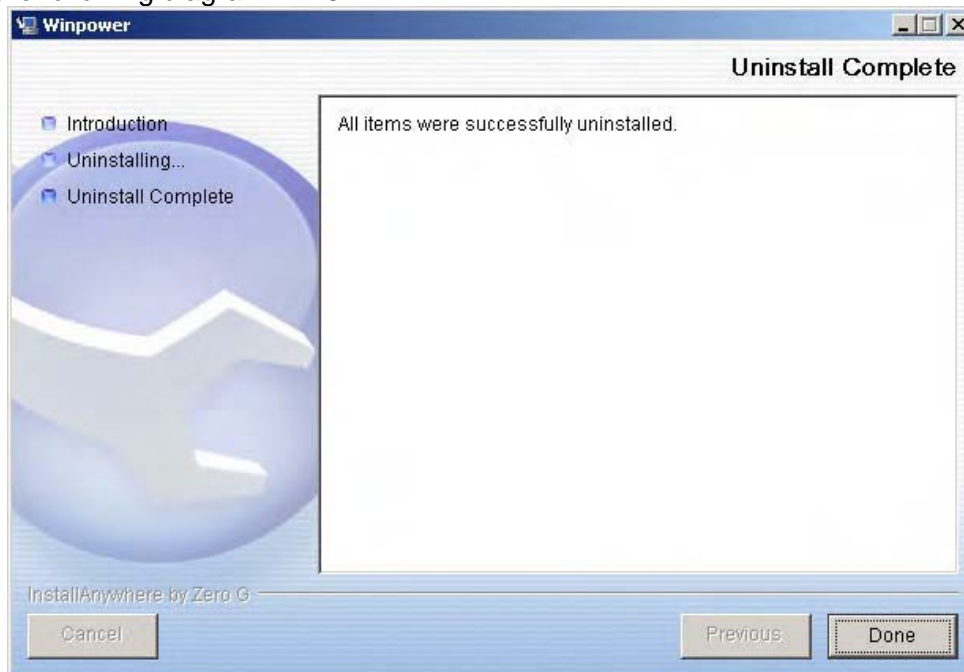 Winpower
Uninstall Complete
Introduction
Uninstalling...
Uninstall Complete
All items were successfully uninstalled.
InstallAnywhere by Zero G
Cancel
Previous
Done